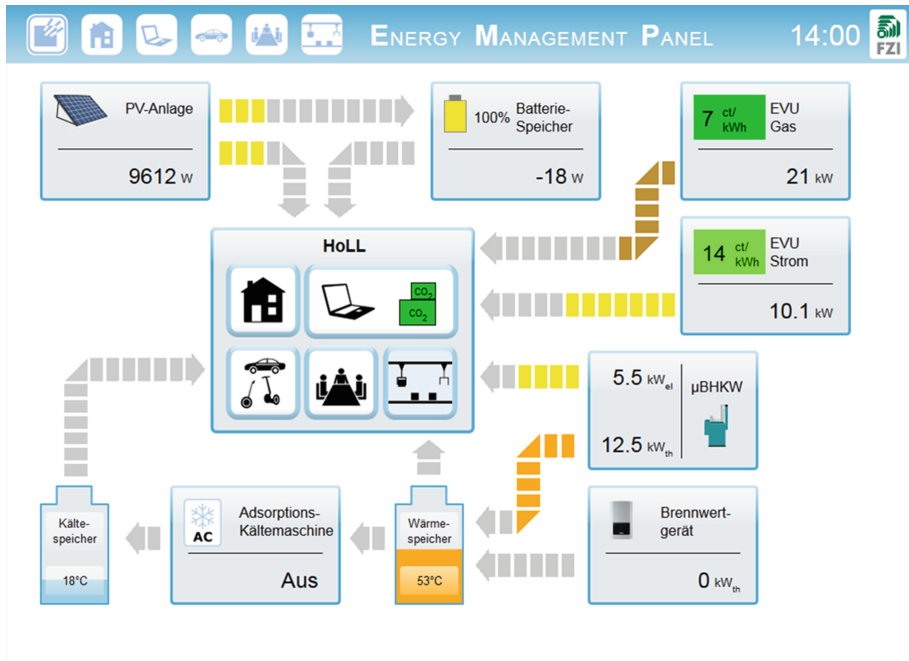 ENERGY MANAGEMENT PANEL
14:00
FZI
PV-Anlage
9612 W
100%
Batterie-
Speicher
-18 W
7 ct/
kWh
EVU
Gas
21 kW
14 ct/
kWh
EVU
Strom
10.1 kW
HoLL
CO2
CO2
5.5 kWel
µBHKW
12.5 kWth
Kälte-
speicher
18°C
AC
Adsorptions-
Kältemaschine
Aus
Wärme-
speicher
53°C
Brennwert-
gerät
0 kWth